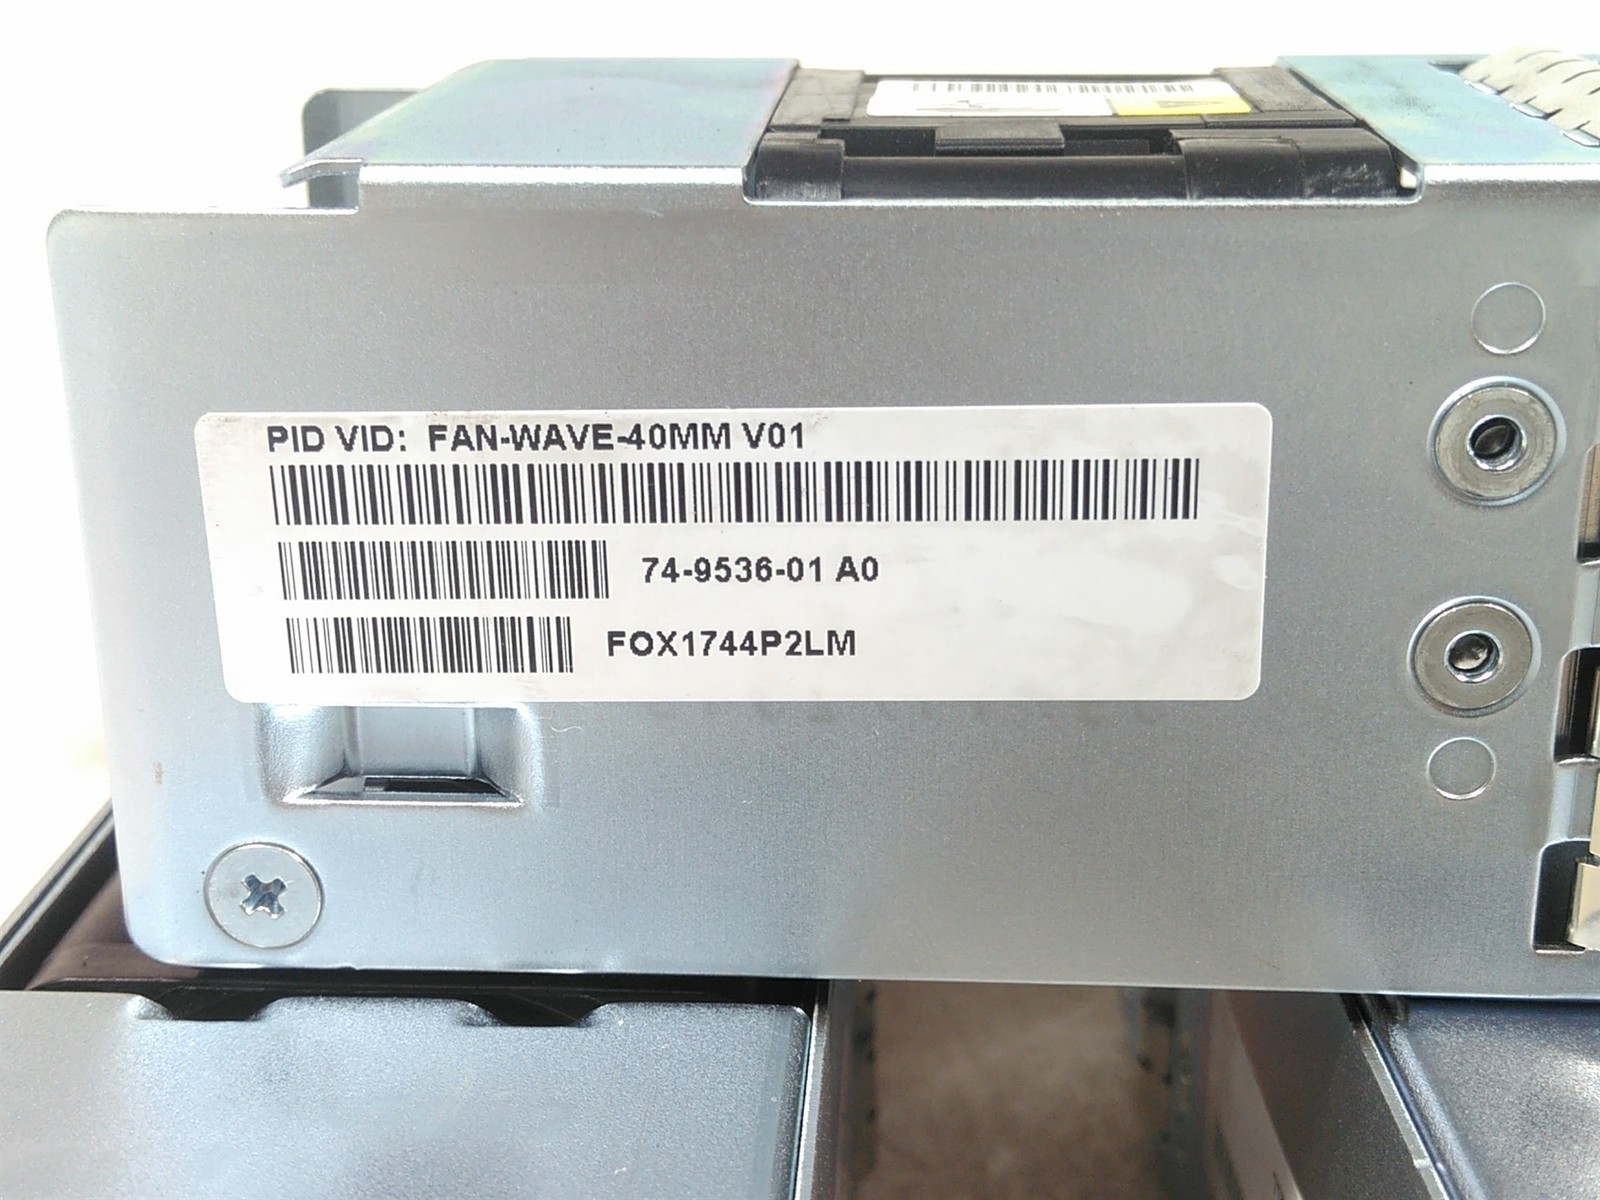 PID VID: FAN-WAVE-40MM V01
74-9536-01 A0
FOX1744P2LM